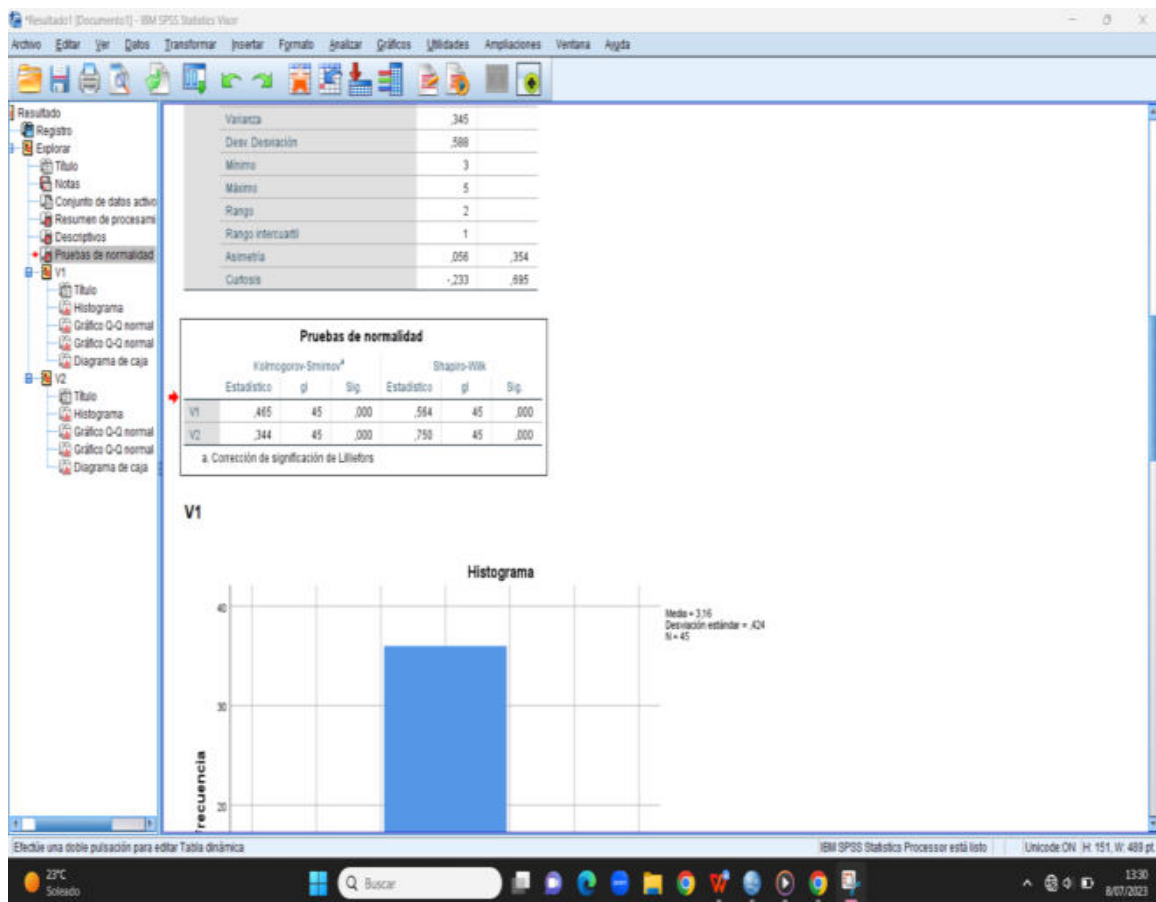 *Resultado1 [Documento1] - IBM SPSS Statistics Visor
Archivo Editar Ver Datos Transformar Insertar Formato Analizar Gráficos Utilidades Ampliaciones Ventana Ayuda
Resultado
Registro
Explorar
Título
Notas
Conjunto de datos activo
Resumen de procesami
Descriptivos
Pruebas de normalidad
V1
Título
Histograma
Gráfico Q-Q normal
Gráfico Q-Q normal
Diagrama de caja
V2
Título
Histograma
Gráfico Q-Q normal
Gráfico Q-Q normal
Diagrama de caja
Varianza ,345
Desv. Desviación ,588
Mínimo 3
Máximo 5
Rango 2
Rango intercuartil 1
Asimetría ,056 ,354
Curtosis -,233 ,695
Pruebas de normalidad
Kolmogorov-Smirnov a Shapiro-Wilk
Estadístico gl Sig. Estadístico gl Sig.
V1 ,465 45 ,000 ,564 45 ,000
V2 ,344 45 ,000 ,750 45 ,000
a. Corrección de significación de Lilliefors
V1
Histograma
Media = 3,16
Desviación estándar = ,424
N = 45
40
30
20
Frecuencia
Efectúe una doble pulsación para editar Tabla dinámica
IBM SPSS Statistics Processor está listo
Unicode:ON H: 151, W: 489 pt.
23°C
Soleado
Buscar
13:30
8/07/2023